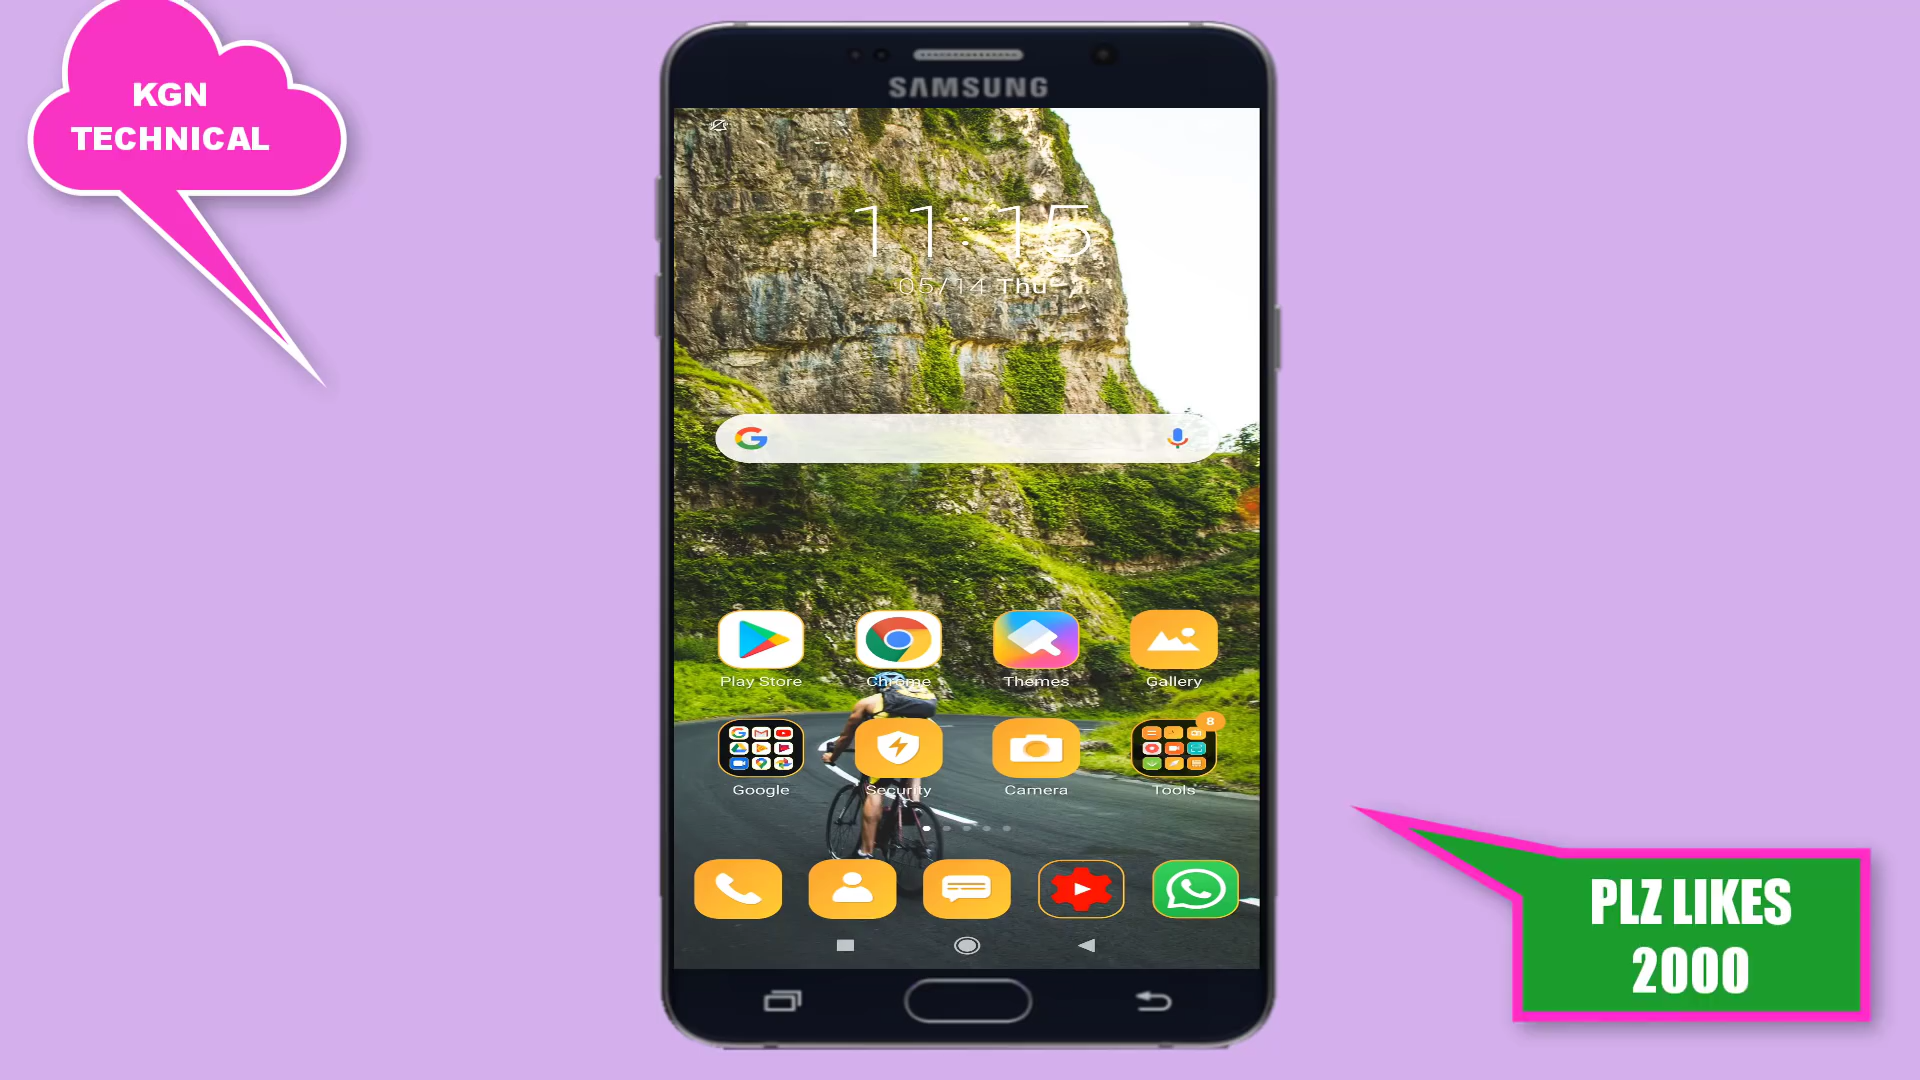 KGN
TECHNICAL
SAMSUNG
11:15
05/14 Thu
Play Store
Chrome
Themes
Gallery
8
Google
Security
Camera
Tools
PLZ LIKES
2000